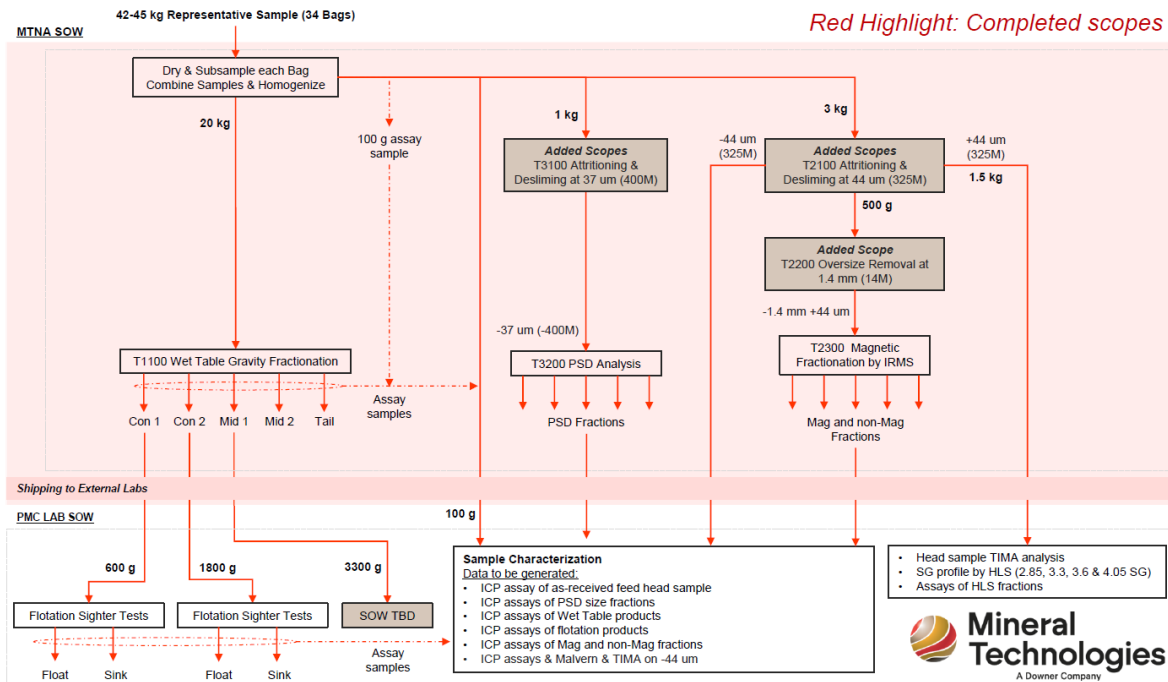 42-45 kg Representative Sample (34 Bags)
Red Highlight: Completed scopes
MTNA SOW
Dry & Subsample each Bag
Combine Samples & Homogenize
20 kg
100 g assay
sample
1 kg
3 kg
-44 um
(325M)
+44 um
(325M)
1.5 kg
Added Scopes
T3100 Attritioning &
Desliming at 37 um (400M)
Added Scopes
T2100 Attritioning &
Desliming at 44 um (325M)
500 g
Added Scope
T2200 Oversize Removal at
1.4 mm (14M)
-37 um (-400M)
-1.4 mm +44 um
T1100 Wet Table Gravity Fractionation
T3200 PSD Analysis
T2300 Magnetic
Fractionation by IRMS
Assay
samples
Con 1
Con 2
Mid 1
Mid 2
Tail
PSD Fractions
Mag and non-Mag
Fractions
Shipping to External Labs
PMC LAB SOW
100 g
600 g
1800 g
3300 g
Flotation Sighter Tests
Flotation Sighter Tests
SOW TBD
Assay
samples
Float
Sink
Float
Sink
Sample Characterization
Data to be generated:
• ICP assay of as-received feed head sample
• ICP assays of PSD size fractions
• ICP assays of Wet Table products
• ICP assays of flotation products
• ICP assays of Mag and non-Mag fractions
• ICP assays & Malvern & TIMA on -44 um
• Head sample TIMA analysis
• SG profile by HLS (2.85, 3.3, 3.6 & 4.05 SG)
• Assays of HLS fractions
Mineral
Technologies
A Downer Company